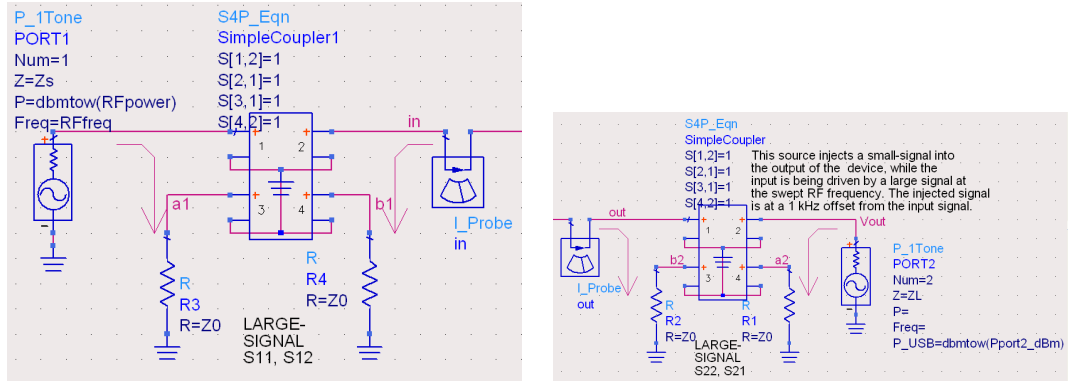 P_1Tone
PORT1
Num=1
Z=Zs
P=dbmtow(RFpower)
Freq=RFfreq
S4P_Eqn
SimpleCoupler1
S[1,2]=1
S[2,1]=1
S[3,1]=1
S[4,2]=1
in
1
2
3
4
a1
b1
I_Probe
in
R
R3
R=Z0
R
R4
R=Z0
LARGE-
SIGNAL
S11, S12
S4P_Eqn
SimpleCoupler
S[1,2]=1
S[2,1]=1
S[3,1]=1
S[4,2]=1
This source injects a small-signal into
the output of the device, while the
input is being driven by a large signal at
the swept RF frequency. The injected signal
is at a 1 kHz offset from the input signal.
out
1
2
3
4
Vout
b2
a2
I_Probe
out
R
R2
R=Z0
R
R1
R=Z0
LARGE-
SIGNAL
S22, S21
P_1Tone
PORT2
Num=2
Z=ZL
P=
Freq=
P_USB=dbmtow(Pport2_dBm)